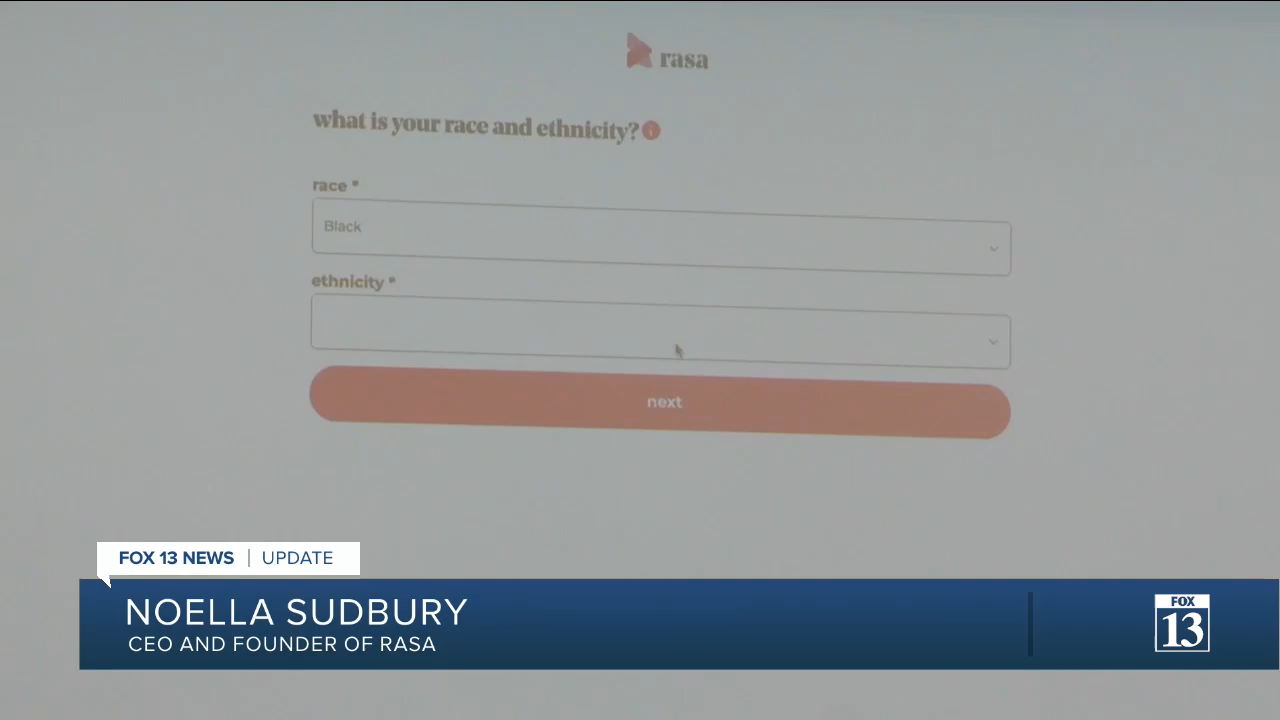 rasa
what is your race and ethnicity? i
race *
Black
ethnicity *
next
FOX 13 NEWS | UPDATE
NOELLA SUDBURY
CEO AND FOUNDER OF RASA
FOX
13